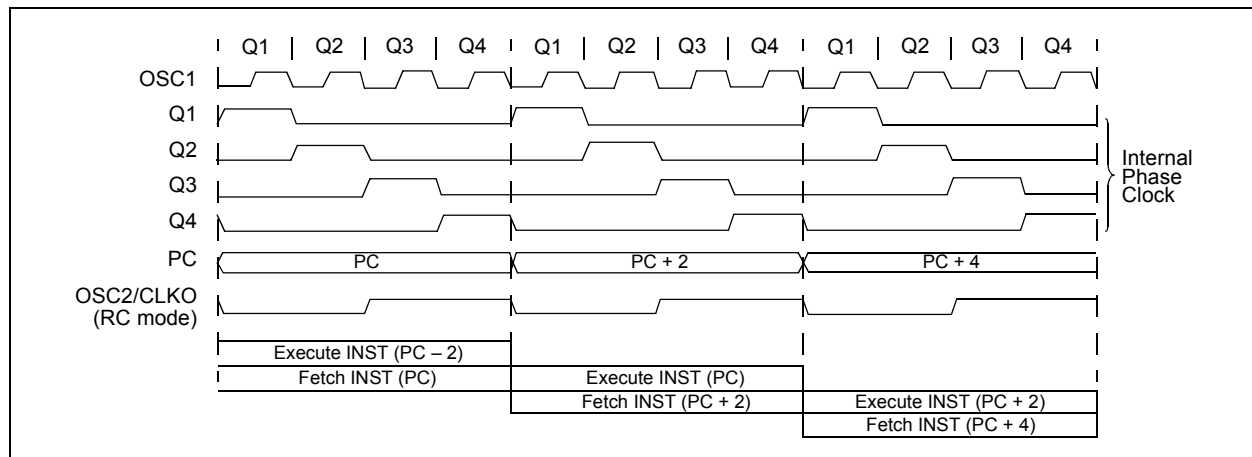 Q1 Q2 Q3 Q4 Q1 Q2 Q3 Q4 Q1 Q2 Q3 Q4
OSC1
Q1
Q2
Q3
Q4
Internal
Phase
Clock
PC PC PC + 2 PC + 4
OSC2/CLKO
(RC mode)
Execute INST (PC – 2)
Fetch INST (PC) Execute INST (PC)
Fetch INST (PC + 2) Execute INST (PC + 2)
Fetch INST (PC + 4)